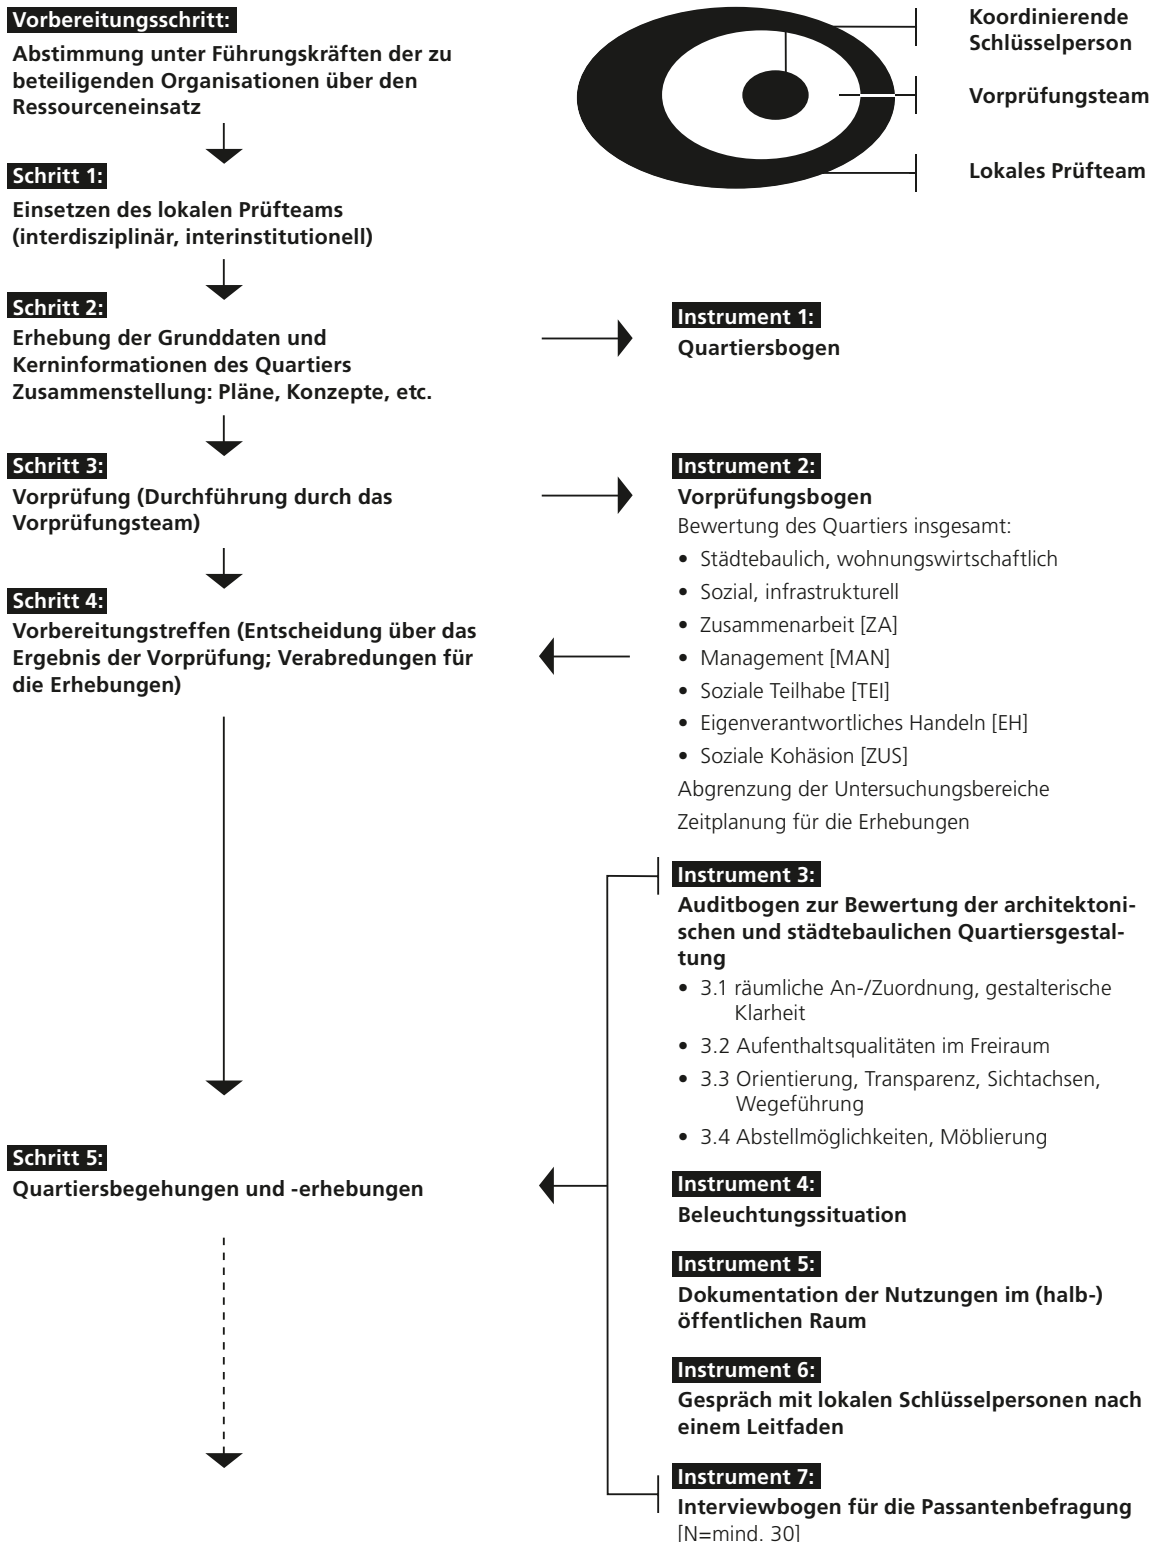 Vorbereitungsschritt:
Abstimmung unter Führungskräften der zu
beteiligenden Organisationen über den
Ressourceneinsatz
Koordinierende
Schlüsselperson
Vorprüfungsteam
Lokales Prüfteam
Schritt 1:
Einsetzen des lokalen Prüfteams
(interdisziplinär, interinstitutionell)
Schritt 2:
Erhebung der Grunddaten und
Kerninformationen des Quartiers
Zusammenstellung: Pläne, Konzepte, etc.
Instrument 1:
Quartiersbogen
Schritt 3:
Vorprüfung (Durchführung durch das
Vorprüfungsteam)
Instrument 2:
Vorprüfungsbogen
Bewertung des Quartiers insgesamt:
• Städtebaulich, wohnungswirtschaftlich
• Sozial, infrastrukturell
• Zusammenarbeit [ZA]
• Management [MAN]
• Soziale Teilhabe [TEI]
• Eigenverantwortliches Handeln [EH]
• Soziale Kohäsion [ZUS]
Abgrenzung der Untersuchungsbereiche
Zeitplanung für die Erhebungen
Schritt 4:
Vorbereitungstreffen (Entscheidung über das
Ergebnis der Vorprüfung; Verabredungen für
die Erhebungen)
Instrument 3:
Auditbogen zur Bewertung der architektoni-
schen und städtebaulichen Quartiersgestal-
tung
• 3.1 räumliche An-/Zuordnung, gestalterische
Klarheit
• 3.2 Aufenthaltsqualitäten im Freiraum
• 3.3 Orientierung, Transparenz, Sichtachsen,
Wegeführung
• 3.4 Abstellmöglichkeiten, Möblierung
Schritt 5:
Quartiersbegehungen und -erhebungen
Instrument 4:
Beleuchtungssituation
Instrument 5:
Dokumentation der Nutzungen im (halb-)
öffentlichen Raum
Instrument 6:
Gespräch mit lokalen Schlüsselpersonen nach
einem Leitfaden
Instrument 7:
Interviewbogen für die Passantenbefragung
[N=mind. 30]